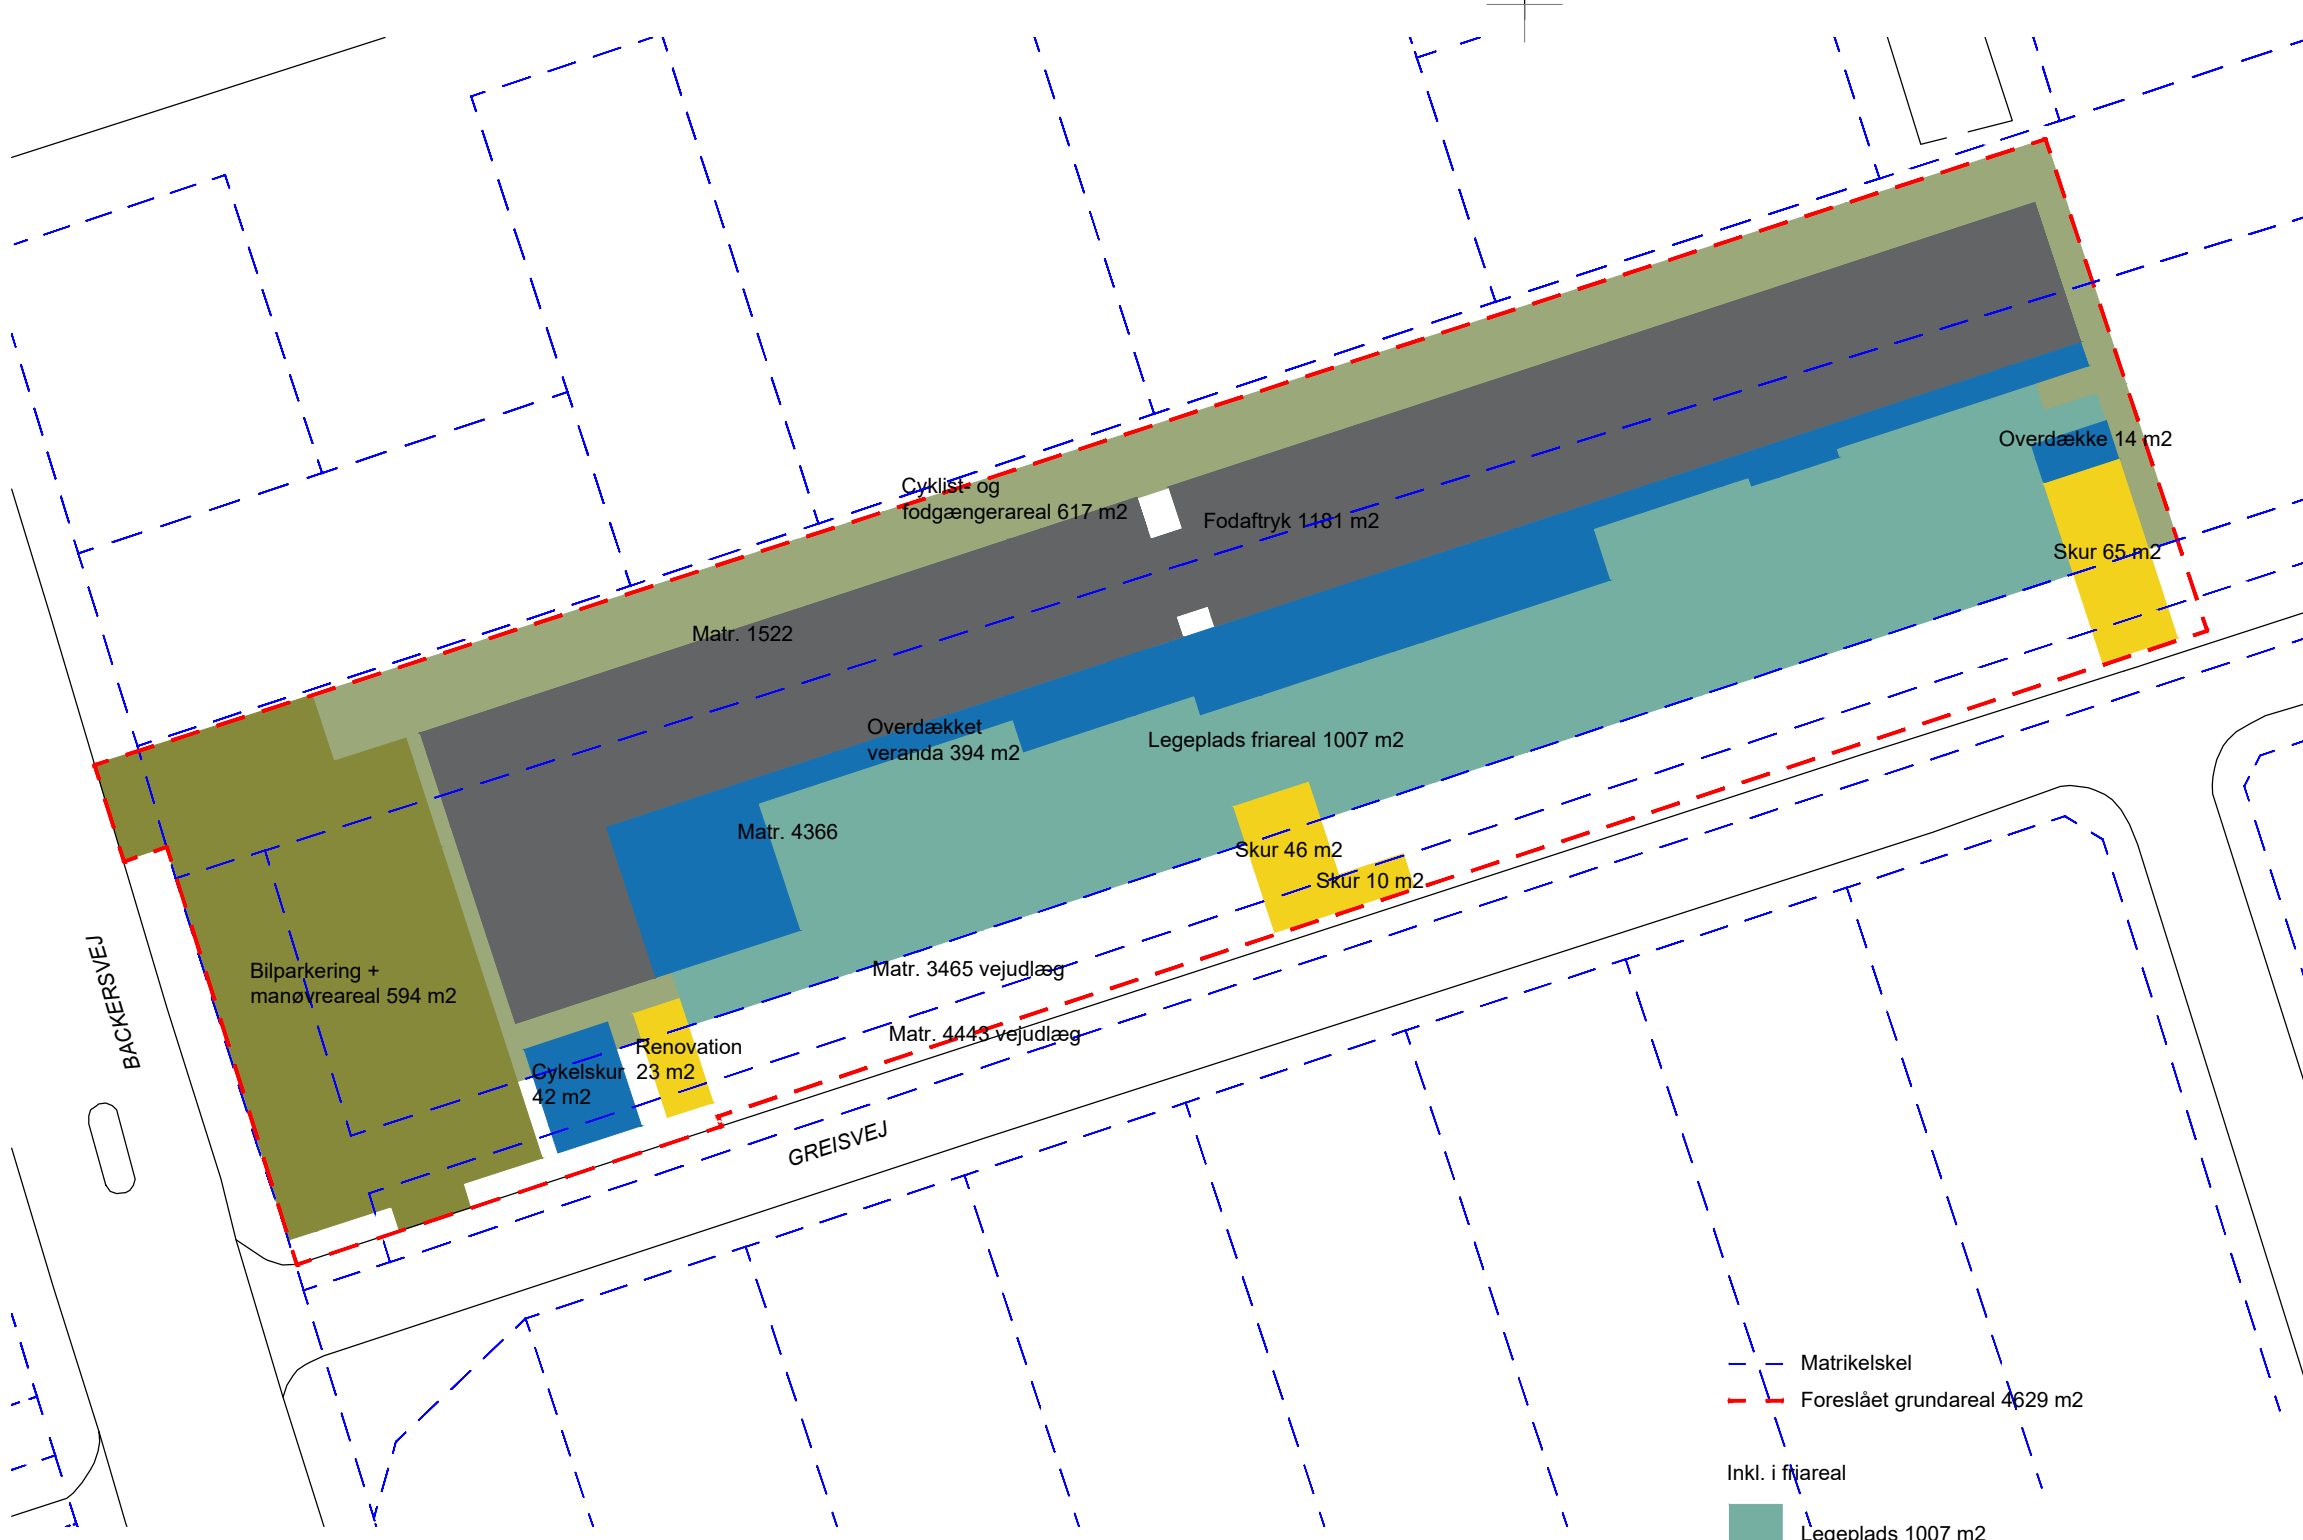 Overdække 14 m2
Cyklist- og
fodgængerareal 617 m2
Fodaftryk 1181 m2
Skur 65 m2
Matr. 1522
Overdækket
veranda 394 m2
Legeplads friareal 1007 m2
Matr. 4366
Skur 46 m2
Skur 10 m2
Bilparkering +
manøvreareal 594 m2
Matr. 3465 vejudlæg
BACKERSVEJ
Matr. 4443 vejudlæg
Renovation
23 m2
Cykelskur
42 m2
GREISVEJ
Matrikelskel
Foreslået grundareal 4629 m2
Inkl. i friareal
Legeplads 1007 m2